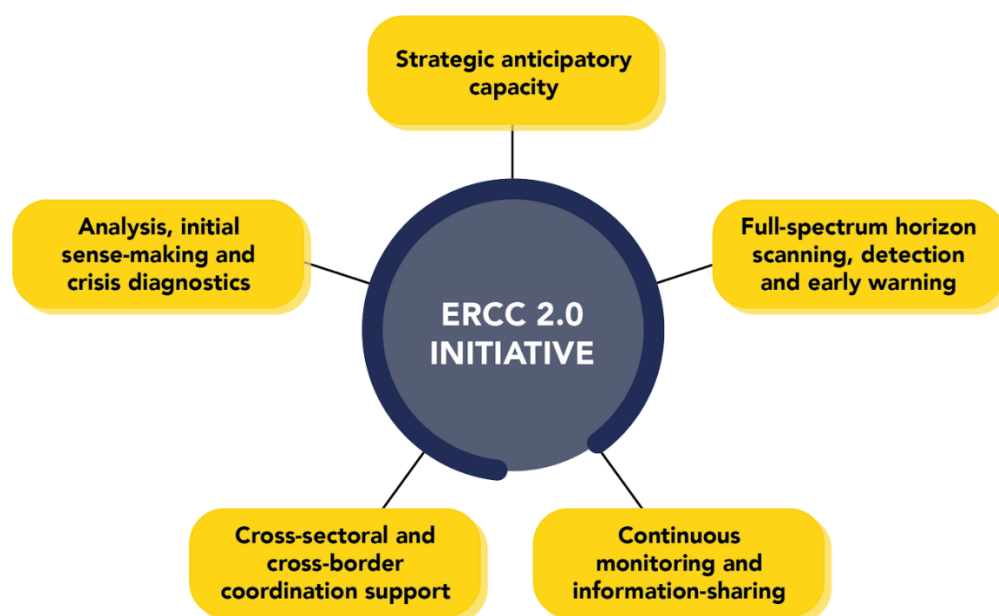 Strategic anticipatory
capacity
Analysis, initial
sense-making and
crisis diagnostics
Full-spectrum horizon
scanning, detection
and early warning
ERCC 2.0
INITIATIVE
Cross-sectoral and
cross-border
coordination support
Continuous
monitoring and
information-sharing